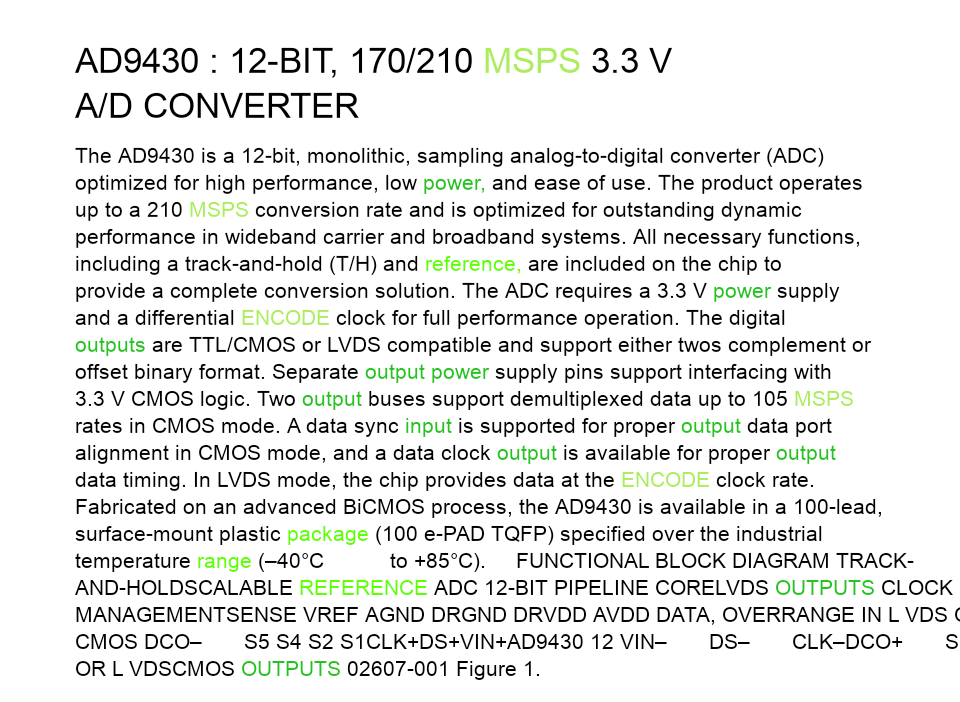 AD9430 : 12-BIT, 170/210 MSPS 3.3 V
A/D CONVERTER
The AD9430 is a 12-bit, monolithic, sampling analog-to-digital converter (ADC)
optimized for high performance, low power, and ease of use. The product operates
up to a 210 MSPS conversion rate and is optimized for outstanding dynamic
performance in wideband carrier and broadband systems. All necessary functions,
including a track-and-hold (T/H) and reference, are included on the chip to
provide a complete conversion solution. The ADC requires a 3.3 V power supply
and a differential ENCODE clock for full performance operation. The digital
outputs are TTL/CMOS or LVDS compatible and support either twos complement or
offset binary format. Separate output power supply pins support interfacing with
3.3 V CMOS logic. Two output buses support demultiplexed data up to 105 MSPS
rates in CMOS mode. A data sync input is supported for proper output data port
alignment in CMOS mode, and a data clock output is available for proper output
data timing. In LVDS mode, the chip provides data at the ENCODE clock rate.
Fabricated on an advanced BiCMOS process, the AD9430 is available in a 100-lead,
surface-mount plastic package (100 e-PAD TQFP) specified over the industrial
temperature range (–40°C to +85°C). FUNCTIONAL BLOCK DIAGRAM TRACK-
AND-HOLDSCALABLE REFERENCE ADC 12-BIT PIPELINE CORELVDS OUTPUTS CLOCK
MANAGEMENTSENSE VREF AGND DRGND DRVDD AVDD DATA, OVERRANGE IN L VDS
CMOS DCO– S5 S4 S2 S1CLK+DS+VIN+AD9430 12 VIN– DS– CLK–DCO+
OR L VDSCMOS OUTPUTS 02607-001 Figure 1.